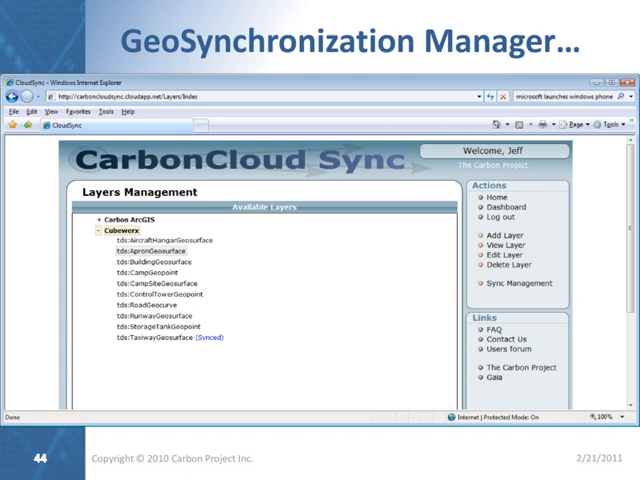 GeoSynchronization Manager…
CloudSync - Windows Internet Explorer
http://carboncloudsync.cloudapp.net/Layers/Index
microsoft launches windows phone
File Edit View Favorites Tools Help
CloudSync
Page Tools
CarbonCloud Sync
Welcome, Jeff
The Carbon Project
Layers Management
Available Layers
+ Carbon ArcGIS
- Cubewerx
tds:AircraftHangarGeosurface
tds:ApronGeosurface
tds:BuildingGeosurface
tds:CampGeopoint
tds:CampSiteGeosurface
tds:ControlTowerGeopoint
tds:RoadGeocurve
tds:RunwayGeosurface
tds:StorageTankGeopoint
tds:TaxiwayGeosurface (Synced)
Actions
Home
Dashboard
Log out
Add Layer
View Layer
Edit Layer
Delete Layer
Sync Management
Links
FAQ
Contact Us
Users forum
The Carbon Project
Gaia
Done
Internet | Protected Mode: On
100%
44
Copyright © 2010 Carbon Project Inc.
2/21/2011